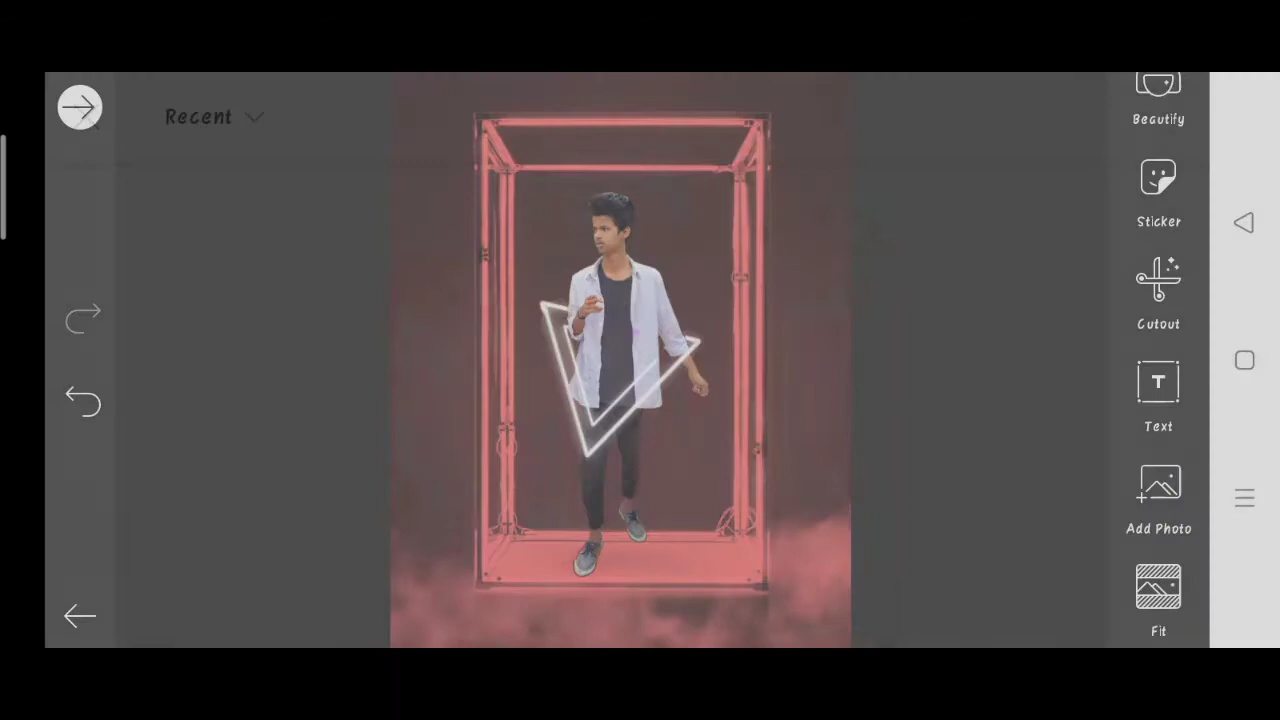 Recent
Beautify
Sticker
Cutout
T
Text
Add Photo
Fit